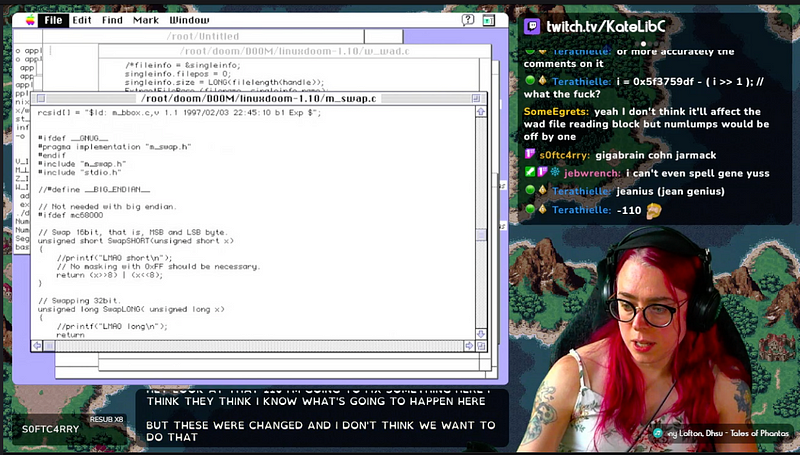 File Edit Find Mark Window
/root/Untitled
/root/doom/DOOM/linuxdoom-1.10/w_wad.c
/*fileinfo = &singleinfo;
singleinfo.filepos = 0;
singleinfo.size = LONG(filelength(handle));
/root/doom/DOOM/linuxdoom-1.10/m_swap.c
rcsid[] = "$Id: m_bbox.c,v 1.1 1997/02/03 22:45:10 b1 Exp $";
#ifdef __GNUG__
#pragma implementation "m_swap.h"
#endif
#include "m_swap.h"
#include "stdio.h"
//#define __BIG_ENDIAN__
// Not needed with big endian.
#ifdef mc68000
// Swap 16bit, that is, MSB and LSB byte.
unsigned short SwapSHORT(unsigned short x)
{
//printf("LMAO short\n");
// No masking with 0xFF should be necessary.
return (x>>8) | (x<<8);
}
// Swapping 32bit.
unsigned long SwapLONG( unsigned long x)
{
//printf("LMAO long\n");
return
twitch.tv/KateLibC
Terathielle: or more accurately the
comments on it
Terathielle: i = 0x5f3759df - ( i >> 1 ); //
what the fuck?
SomeEgrets: yeah I don't think it'll affect the
wad file reading block but numlumps would be
off by one
s0ftc4rry: gigabrain cohn jarmack
jebwrench: i can't even spell gene yuss
Terathielle: jeanius (jean genius)
Terathielle: -110
S0FTC4RRY
RESUB X8
THINK THEY THINK I KNOW WHAT'S GOING TO HAPPEN HERE
BUT THESE WERE CHANGED AND I DON'T THINK WE WANT TO
DO THAT
ny Lofton, Dhsu - Tales of Phantas